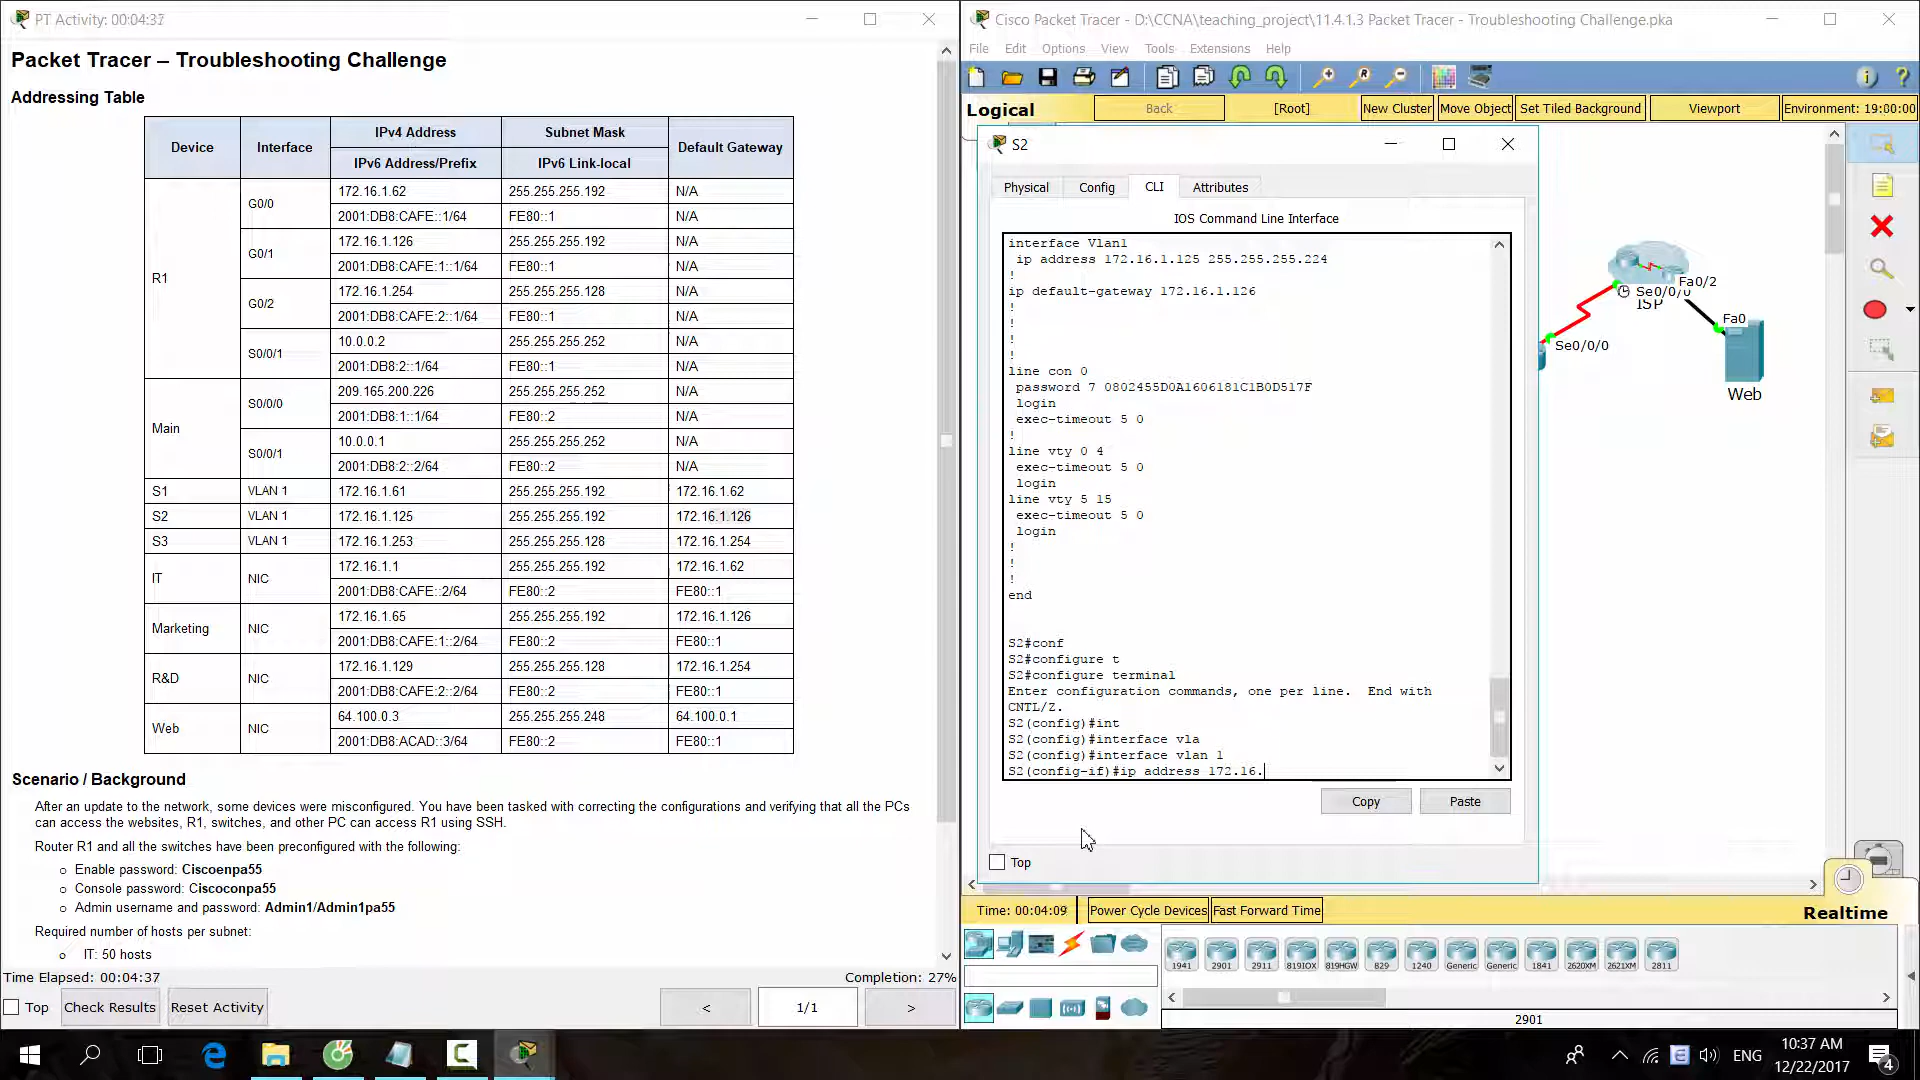 PT Activity: 00:04:37
Packet Tracer – Troubleshooting Challenge
Addressing Table
Device Interface IPv4 Address Subnet Mask Default Gateway
IPv6 Address/Prefix IPv6 Link-local
R1 G0/0 172.16.1.62 255.255.255.192 N/A
2001:DB8:CAFE::1/64 FE80::1 N/A
G0/1 172.16.1.126 255.255.255.192 N/A
2001:DB8:CAFE:1::1/64 FE80::1 N/A
G0/2 172.16.1.254 255.255.255.128 N/A
2001:DB8:CAFE:2::1/64 FE80::1 N/A
S0/0/1 10.0.0.2 255.255.255.252 N/A
2001:DB8:2::1/64 FE80::1 N/A
Main S0/0/0 209.165.200.226 255.255.255.252 N/A
2001:DB8:1::1/64 FE80::2 N/A
S0/0/1 10.0.0.1 255.255.255.252 N/A
2001:DB8:2::2/64 FE80::2 N/A
S1 VLAN 1 172.16.1.61 255.255.255.192 172.16.1.62
S2 VLAN 1 172.16.1.125 255.255.255.192 172.16.1.126
S3 VLAN 1 172.16.1.253 255.255.255.128 172.16.1.254
IT NIC 172.16.1.1 255.255.255.192 172.16.1.62
2001:DB8:CAFE::2/64 FE80::2 FE80::1
Marketing NIC 172.16.1.65 255.255.255.192 172.16.1.126
2001:DB8:CAFE:1::2/64 FE80::2 FE80::1
R&D NIC 172.16.1.129 255.255.255.128 172.16.1.254
2001:DB8:CAFE:2::2/64 FE80::2 FE80::1
Web NIC 64.100.0.3 255.255.255.248 64.100.0.1
2001:DB8:ACAD::3/64 FE80::2 FE80::1
Scenario / Background
After an update to the network, some devices were misconfigured. You have been tasked with correcting the configurations and verifying that all the PCs
can access the websites, R1, switches, and other PC can access R1 using SSH.
Router R1 and all the switches have been preconfigured with the following:
o Enable password: Ciscoenpa55
o Console password: Ciscoconpa55
o Admin username and password: Admin1/Admin1pa55
Required number of hosts per subnet:
o IT: 50 hosts
Time Elapsed: 00:04:37 Completion: 27%
Top Check Results Reset Activity < 1/1 >
Cisco Packet Tracer - D:\CCNA\teaching_project\11.4.1.3 Packet Tracer - Troubleshooting Challenge.pka
File Edit Options View Tools Extensions Help
Logical Back [Root] New Cluster Move Object Set Tiled Background Viewport Environment: 19:00:00
S2
Physical Config CLI Attributes
IOS Command Line Interface
interface Vlan1
ip address 172.16.1.125 255.255.255.224
!
ip default-gateway 172.16.1.126
!
!
!
!
line con 0
password 7 0802455D0A1606181C1B0D517F
login
exec-timeout 5 0
!
line vty 0 4
exec-timeout 5 0
login
line vty 5 15
exec-timeout 5 0
login
!
!
!
end
S2#conf
S2#configure t
S2#configure terminal
Enter configuration commands, one per line. End with
CNTL/Z.
S2(config)#int
S2(config)#interface vla
S2(config)#interface vlan 1
S2(config-if)#ip address 172.16.
Copy Paste
Top
Fa0/2
Se0/0/0
ISP
Fa0
Se0/0/0
Web
Time: 00:04:09 Power Cycle Devices Fast Forward Time Realtime
1941 2901 2911 819IOX 819HGW 829 1240 Generic Generic 1841 2620XM 2621XM 2811
2901
ENG 10:37 AM
12/22/2017
4